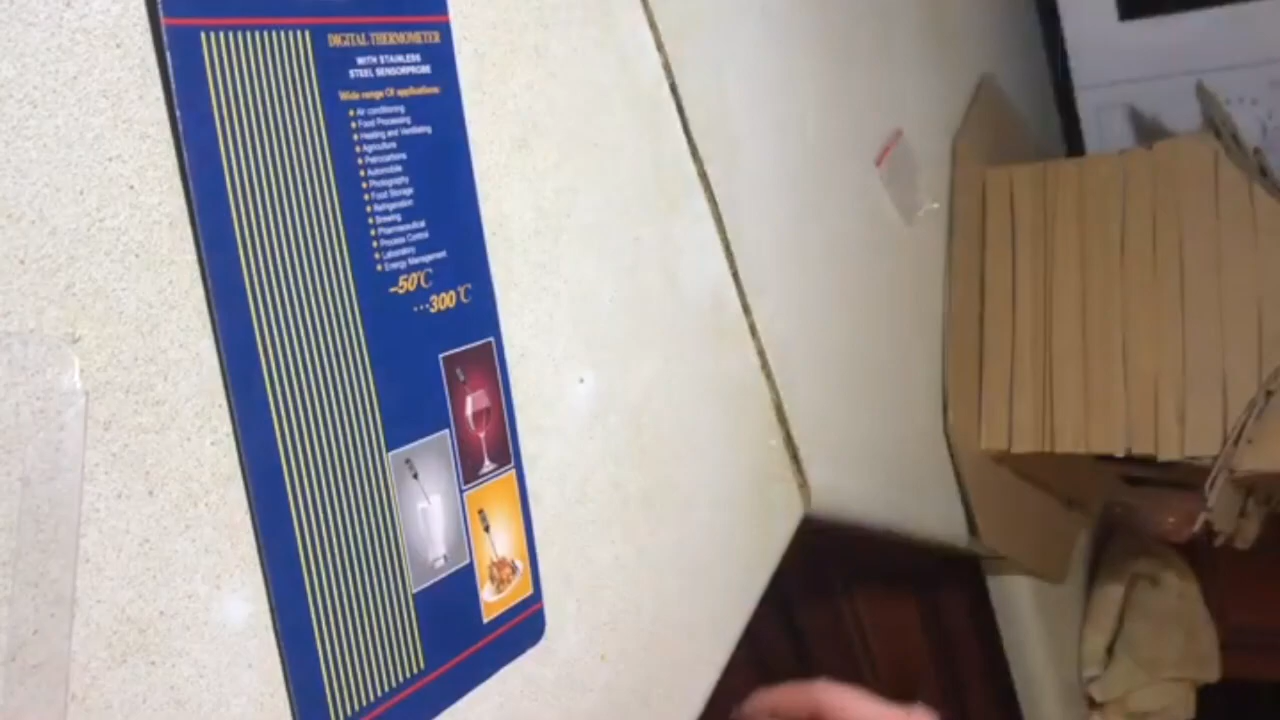 DIGITAL THERMOMETER
WITH STAINLESS
STEEL SENSORPROBE
Wide range Of applications:
Air conditioning
Food Processing
Heating and Ventilating
Agriculture
Petrocarbons
Automobile
Photography
Food Storage
Refrigeration
Brewing
Pharmaceutical
Process Control
Laboratory
Energy Management
-50℃
...300℃